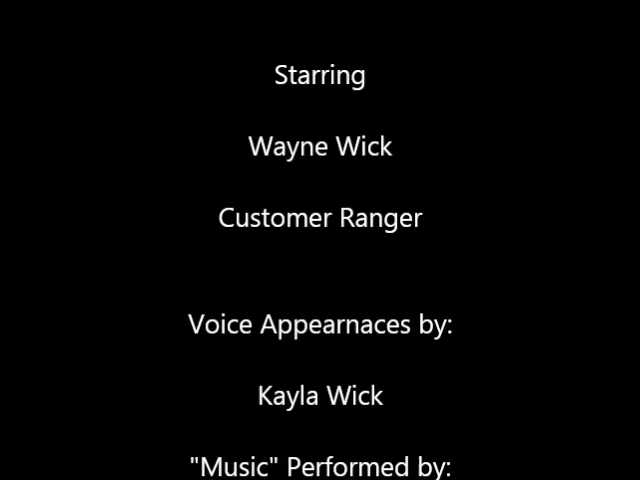 Starring
Wayne Wick
Customer Ranger
Voice Appearnaces by:
Kayla Wick
"Music" Performed by: